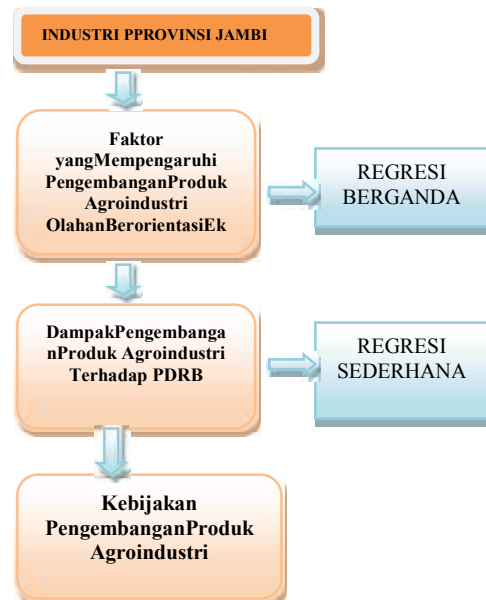 INDUSTRI PPROVINSI JAMBI
Faktor
yangMempengaruhi
PengembanganProduk
Agroindustri
OlahanBerorientasiEk
REGRESI
BERGANDA
DampakPengembanga
nProduk Agroindustri
Terhadap PDRB
REGRESI
SEDERHANA
Kebijakan
PengembanganProduk
Agroindustri